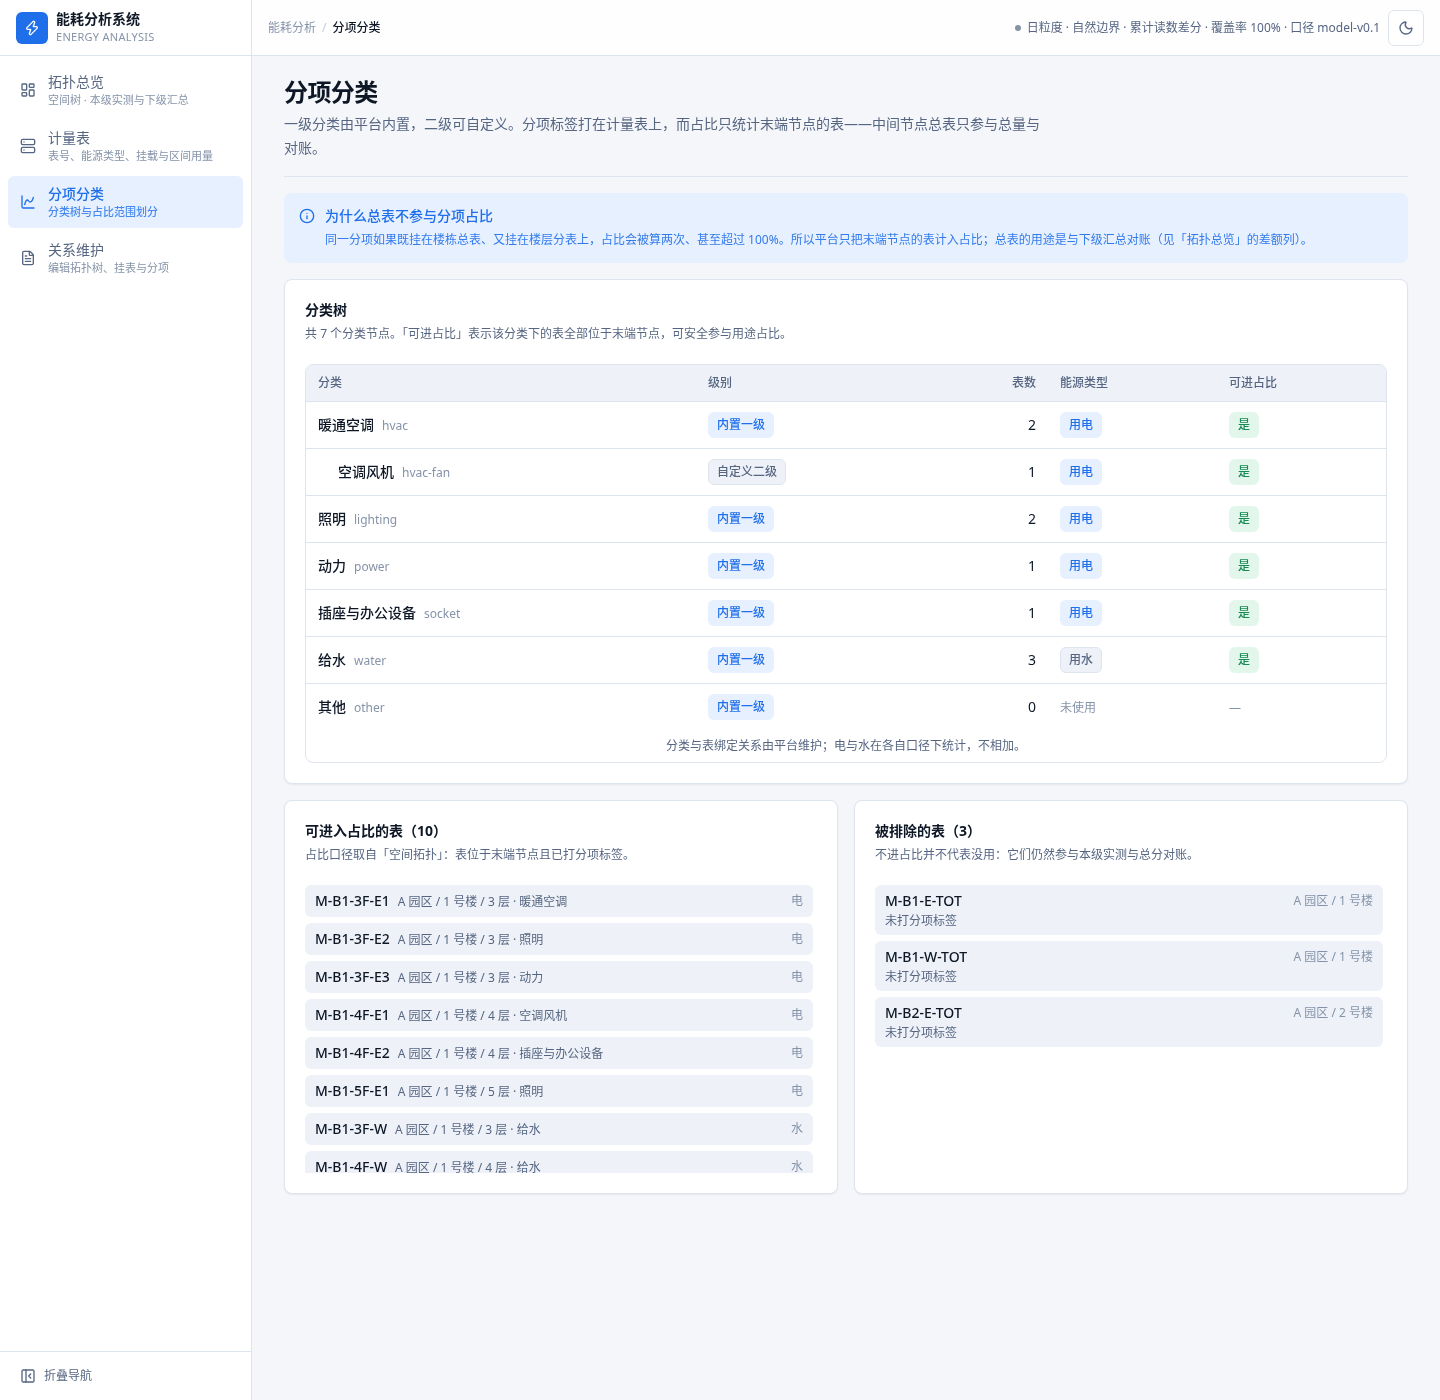 能耗分析系统
ENERGY ANALYSIS
能耗分析 / 分项分类
日粒度 · 自然边界 · 累计读数差分 · 覆盖率 100% · 口径 model-v0.1
拓扑总览
空间树 · 本级实测与下级汇总
计量表
表号、能源类型、挂载与区间用量
分项分类
分类树与占比范围划分
关系维护
编辑拓扑树、挂表与分项
折叠导航
分项分类
一级分类由平台内置，二级可自定义。分项标签打在计量表上，而占比只统计末端节点的表——中间节点总表只参与总量与
对账。
为什么总表不参与分项占比
同一分项如果既挂在楼栋总表、又挂在楼层分表上，占比会被算两次、甚至超过 100%。所以平台只把末端节点的表计入占比；总表的用途是与下级汇总对账（见「拓扑总览」的差额列）。
分类树
共 7 个分类节点。「可进占比」表示该分类下的表全部位于末端节点，可安全参与用途占比。
分类 级别 表数 能源类型 可进占比
暖通空调 hvac 内置一级 2 用电 是
空调风机 hvac-fan 自定义二级 1 用电 是
照明 lighting 内置一级 2 用电 是
动力 power 内置一级 1 用电 是
插座与办公设备 socket 内置一级 1 用电 是
给水 water 内置一级 3 用水 是
其他 other 内置一级 0 未使用 —
分类与表绑定关系由平台维护；电与水在各自口径下统计，不相加。
可进入占比的表（10）
占比口径取自「空间拓扑」：表位于末端节点且已打分项标签。
M-B1-3F-E1 A 园区 / 1 号楼 / 3 层 · 暖通空调 电
M-B1-3F-E2 A 园区 / 1 号楼 / 3 层 · 照明 电
M-B1-3F-E3 A 园区 / 1 号楼 / 3 层 · 动力 电
M-B1-4F-E1 A 园区 / 1 号楼 / 4 层 · 空调风机 电
M-B1-4F-E2 A 园区 / 1 号楼 / 4 层 · 插座与办公设备 电
M-B1-5F-E1 A 园区 / 1 号楼 / 5 层 · 照明 电
M-B1-3F-W A 园区 / 1 号楼 / 3 层 · 给水 水
M-B1-4F-W A 园区 / 1 号楼 / 4 层 · 给水 水
被排除的表（3）
不进占比并不代表没用：它们仍然参与本级实测与总分对账。
M-B1-E-TOT A 园区 / 1 号楼
未打分项标签
M-B1-W-TOT A 园区 / 1 号楼
未打分项标签
M-B2-E-TOT A 园区 / 2 号楼
未打分项标签